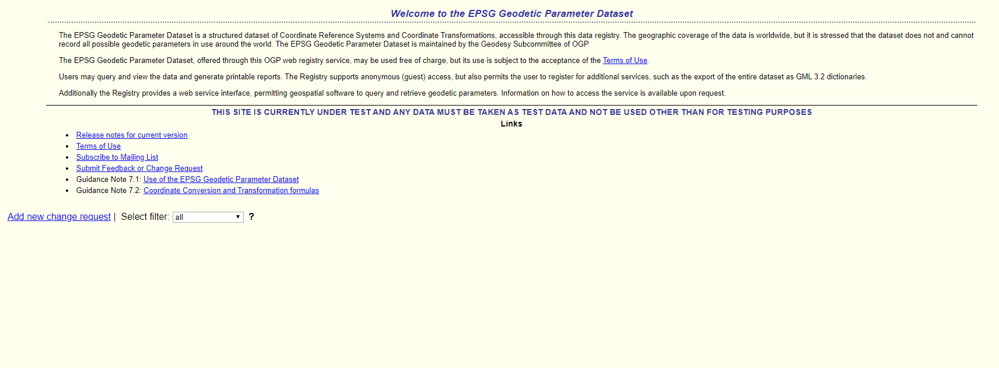 Welcome to the EPSG Geodetic Parameter Dataset
The EPSG Geodetic Parameter Dataset is a structured dataset of Coordinate Reference Systems and Coordinate Transformations, accessible through this data registry. The geographic coverage of the data is worldwide, but it is stressed that the dataset does not and cannot
record all possible geodetic parameters in use around the world. The EPSG Geodetic Parameter Dataset is maintained by the Geodesy Subcommittee of OGP.
The EPSG Geodetic Parameter Dataset, offered through this OGP web registry service, may be used free of charge, but its use is subject to the acceptance of the Terms of Use.
Users may query and view the data and generate printable reports. The Registry supports anonymous (guest) access, but also permits the user to register for additional services, such as the export of the entire dataset as GML 3.2 dictionaries.
Additionally the Registry provides a web service interface, permitting geospatial software to query and retrieve geodetic parameters. Information on how to access the service is available upon request.
THIS SITE IS CURRENTLY UNDER TEST AND ANY DATA MUST BE TAKEN AS TEST DATA AND NOT BE USED OTHER THAN FOR TESTING PURPOSES
Links
• Release notes for current version
• Terms of Use
• Subscribe to Mailing List
• Submit Feedback or Change Request
• Guidance Note 7.1: Use of the EPSG Geodetic Parameter Dataset
• Guidance Note 7.2: Coordinate Conversion and Transformation formulas
Add new change request | Select filter: all ?